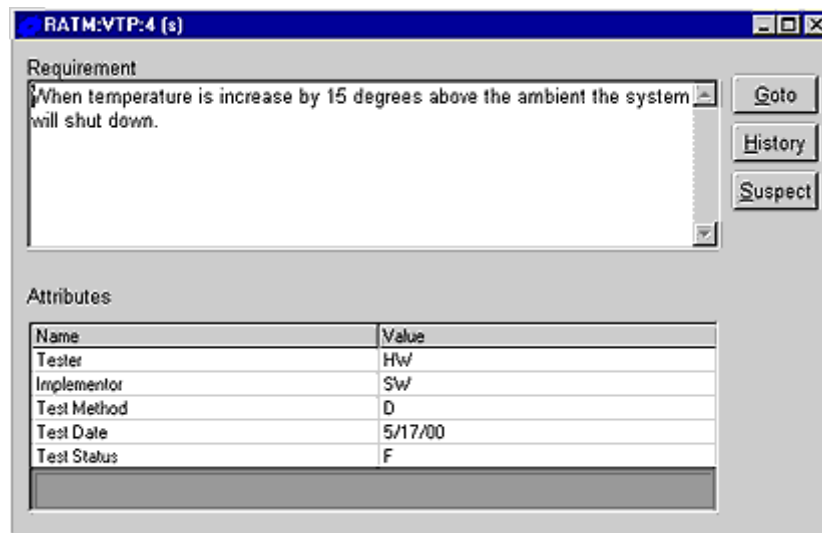 RATM:VTP:4 (s)
Requirement
When temperature is increase by 15 degrees above the ambient the system
will shut down.
Goto
History
Suspect
Attributes
Name Value
Tester HW
Implementor SW
Test Method D
Test Date 5/17/00
Test Status F